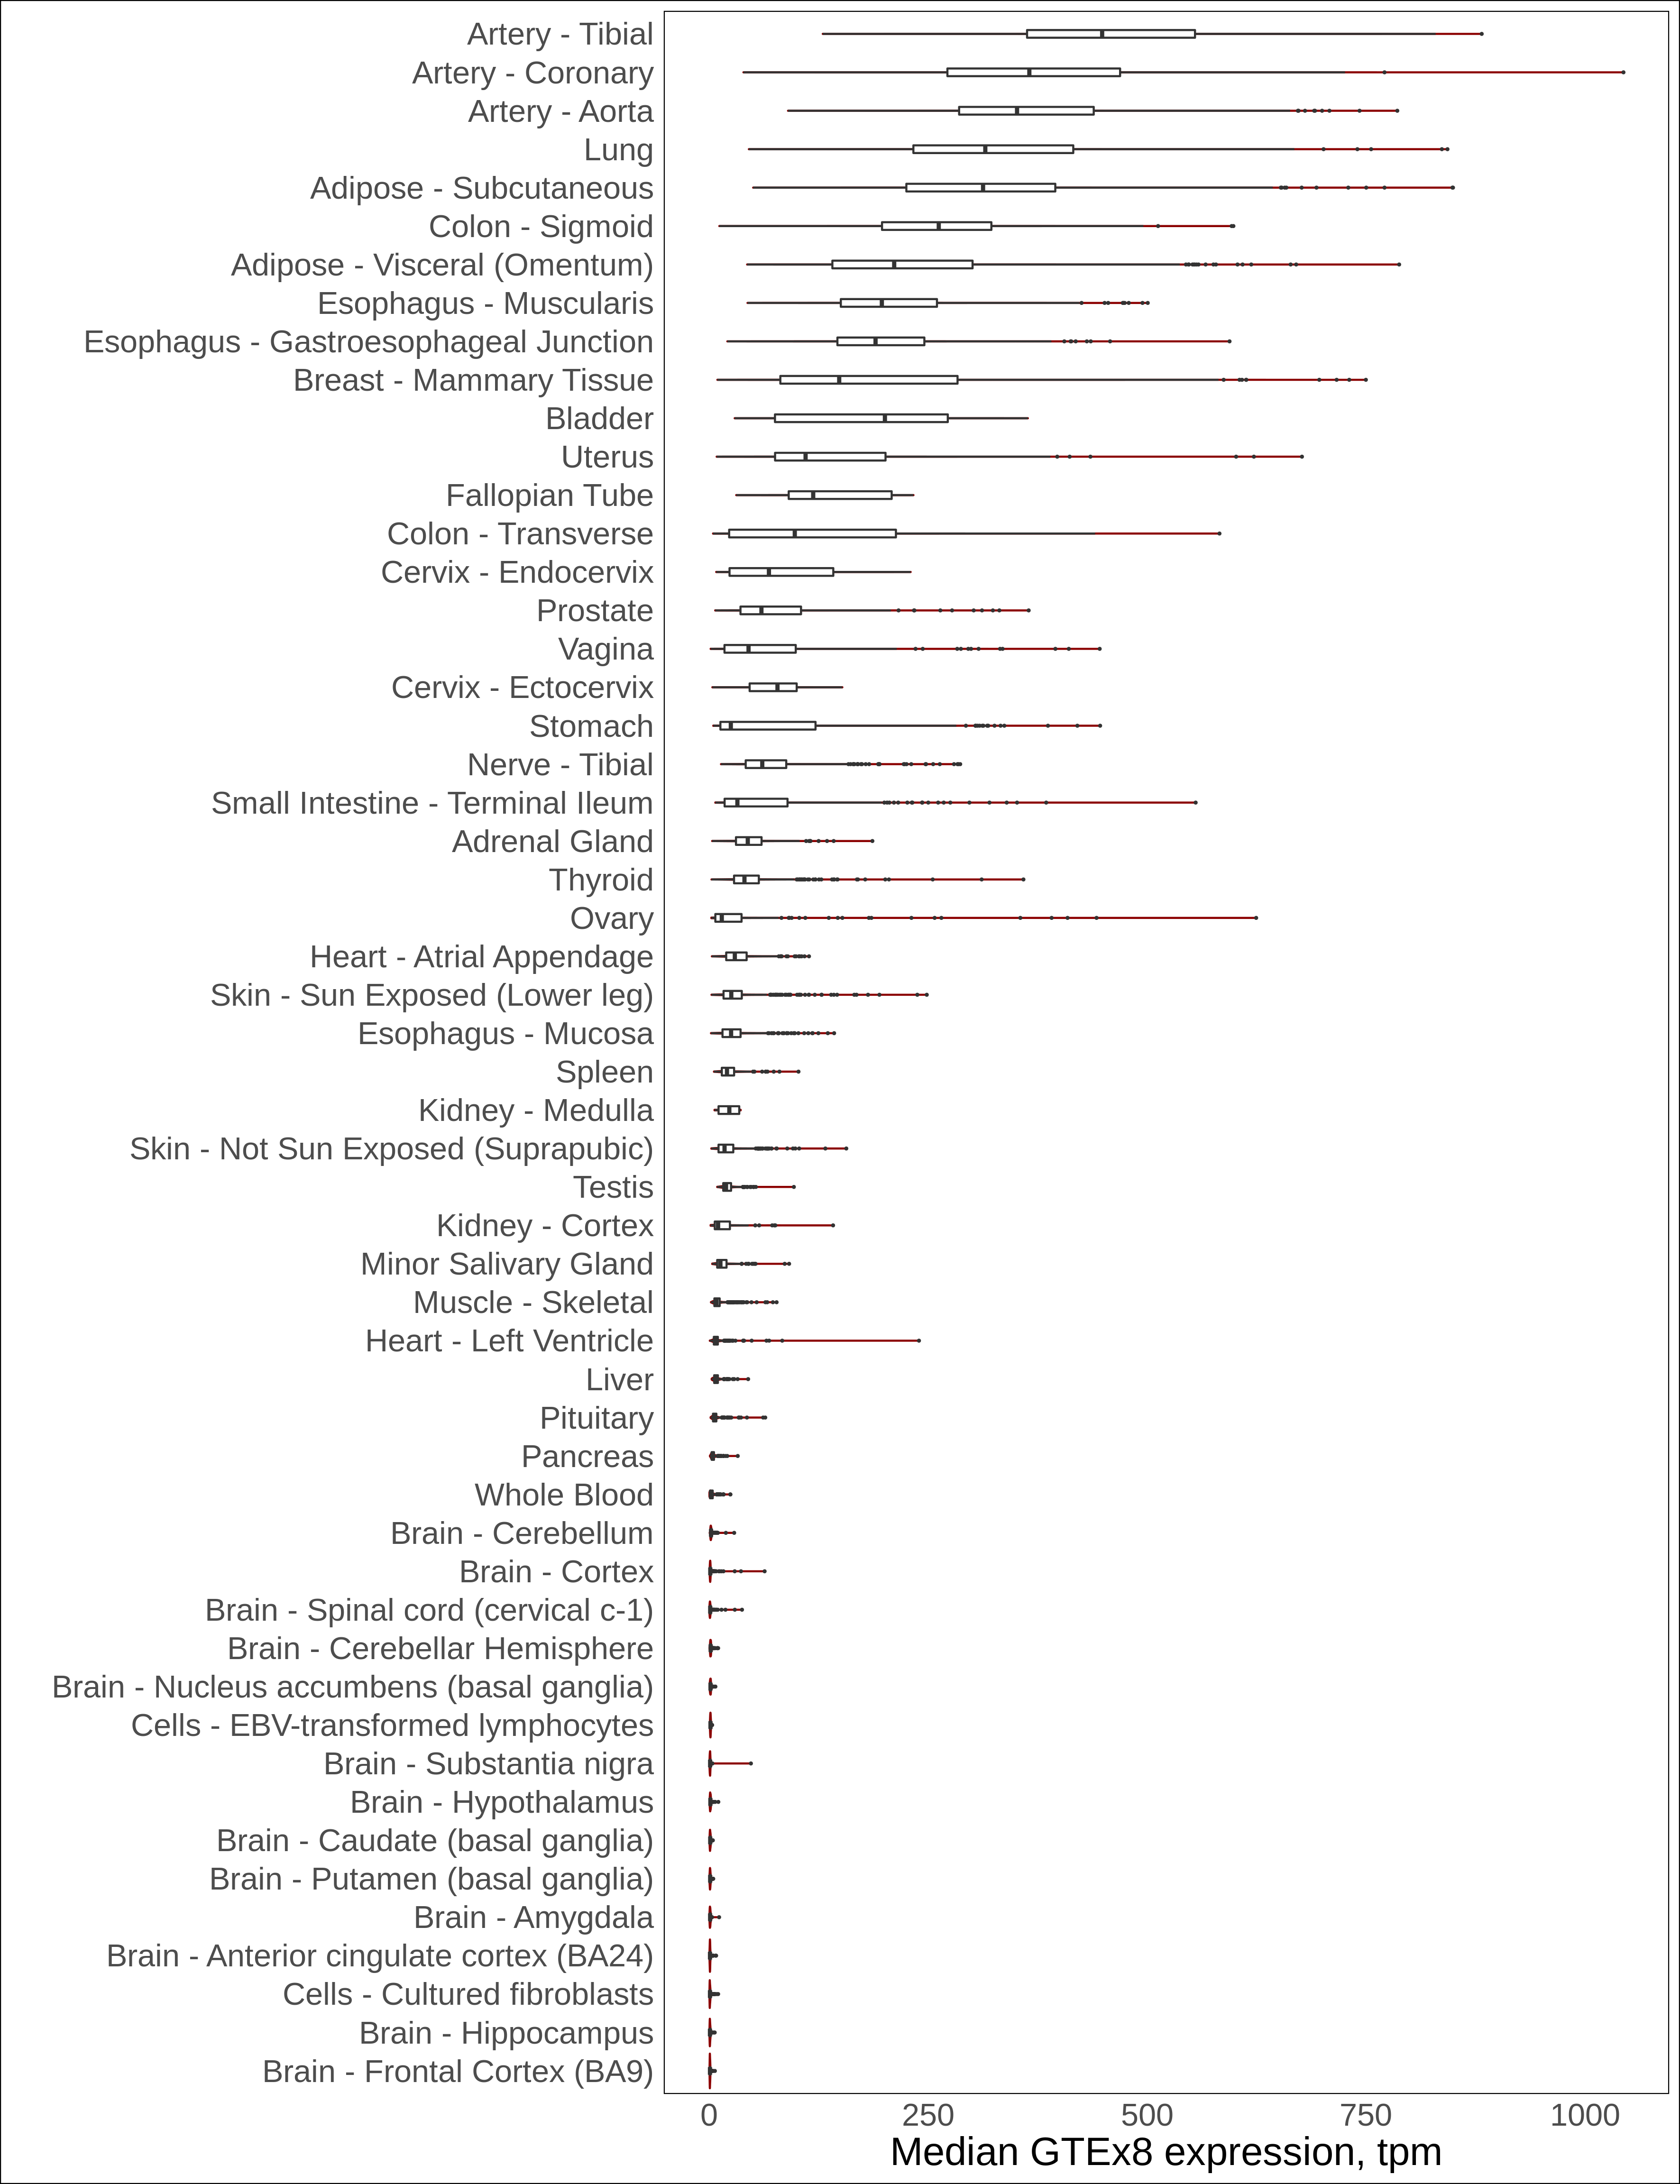 Artery - Tibial
Artery - Coronary
Artery - Aorta
Lung
Adipose - Subcutaneous
Colon - Sigmoid
Adipose - Visceral (Omentum)
Esophagus - Muscularis
Esophagus - Gastroesophageal Junction
Breast - Mammary Tissue
Bladder
Uterus
Fallopian Tube
Colon - Transverse
Cervix - Endocervix
Prostate
Vagina
Cervix - Ectocervix
Stomach
Nerve - Tibial
Small Intestine - Terminal Ileum
Adrenal Gland
Thyroid
Ovary
Heart - Atrial Appendage
Skin - Sun Exposed (Lower leg)
Esophagus - Mucosa
Spleen
Kidney - Medulla
Skin - Not Sun Exposed (Suprapubic)
Testis
Kidney - Cortex
Minor Salivary Gland
Muscle - Skeletal
Heart - Left Ventricle
Liver
Pituitary
Pancreas
Whole Blood
Brain - Cerebellum
Brain - Cortex
Brain - Spinal cord (cervical c-1)
Brain - Cerebellar Hemisphere
Brain - Nucleus accumbens (basal ganglia)
Cells - EBV-transformed lymphocytes
Brain - Substantia nigra
Brain - Hypothalamus
Brain - Caudate (basal ganglia)
Brain - Putamen (basal ganglia)
Brain - Amygdala
Brain - Anterior cingulate cortex (BA24)
Cells - Cultured fibroblasts
Brain - Hippocampus
Brain - Frontal Cortex (BA9)
0 250 500 750 1000
Median GTEx8 expression, tpm